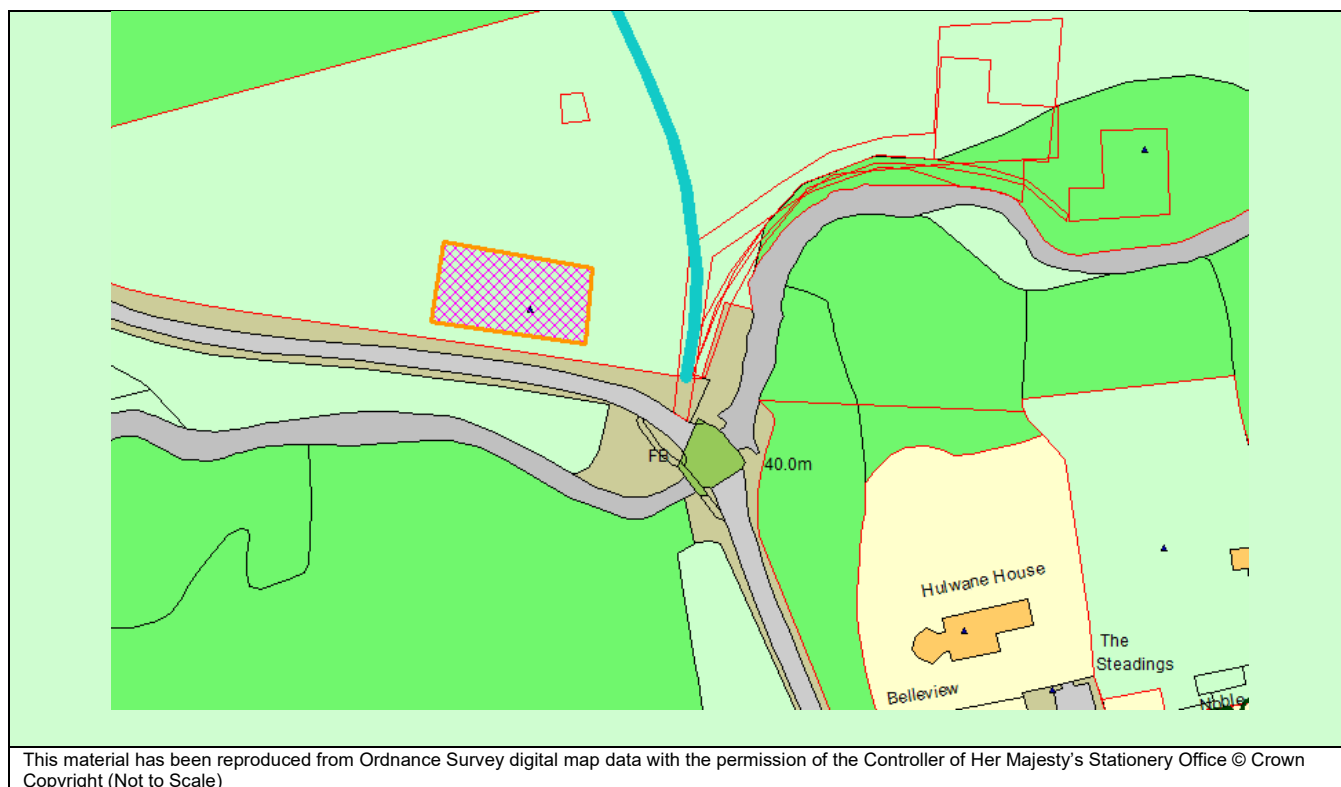 FB
40.0m
Hulwane House
The
Steadings
Belleview
Noble
This material has been reproduced from Ordnance Survey digital map data with the permission of the Controller of Her Majesty’s Stationery Office © Crown
Copyright (Not to Scale)